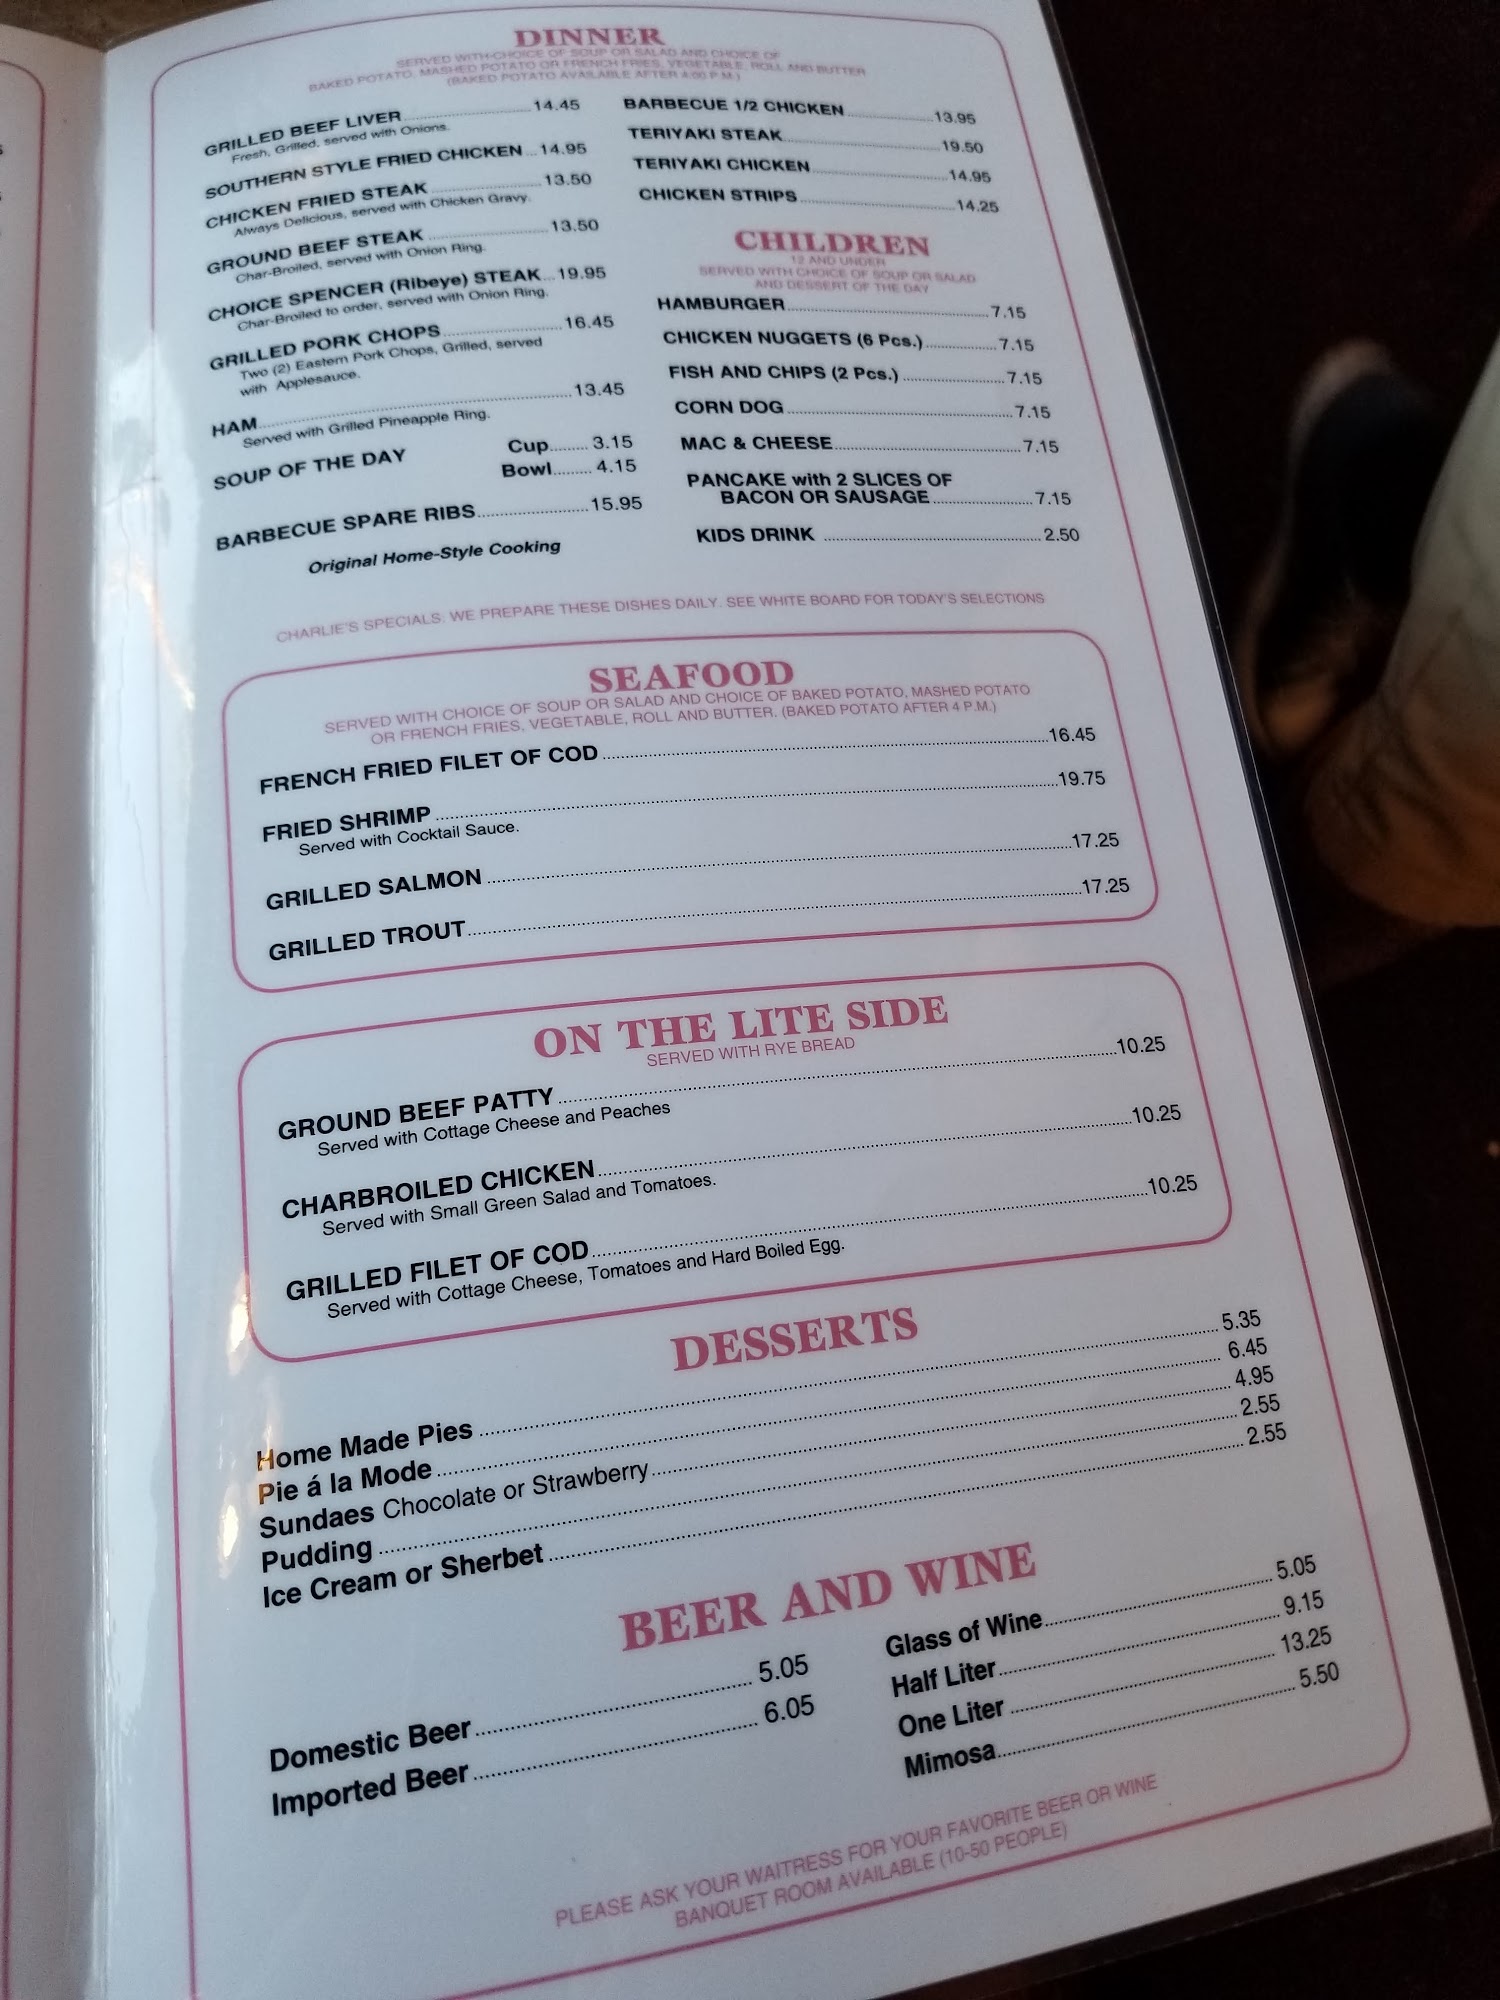 DINNER
SERVED WITH CHOICE OF SOUP OR SALAD AND CHOICE OF
BAKED POTATO, MASHED POTATO OR FRENCH FRIES, VEGETABLE, ROLL AND BUTTER
(BAKED POTATO AVAILABLE AFTER 4:00 P.M.)
GRILLED BEEF LIVER 14.45
Fresh, Grilled, served with Onions.
SOUTHERN STYLE FRIED CHICKEN 14.95
CHICKEN FRIED STEAK 13.50
Always Delicious, served with Chicken Gravy.
GROUND BEEF STEAK 13.50
Char-Broiled, served with Onion Ring.
CHOICE SPENCER (Ribeye) STEAK 19.95
Char-Broiled to order, served with Onion Ring.
GRILLED PORK CHOPS 16.45
Two (2) Eastern Pork Chops, Grilled, served
with Applesauce.
HAM 13.45
Served with Grilled Pineapple Ring.
SOUP OF THE DAY Cup 3.15
Bowl 4.15
BARBECUE SPARE RIBS 15.95
Original Home-Style Cooking
BARBECUE 1/2 CHICKEN 13.95
TERIYAKI STEAK 19.50
TERIYAKI CHICKEN 14.95
CHICKEN STRIPS 14.25
CHILDREN
12 AND UNDER
SERVED WITH CHOICE OF SOUP OR SALAD
AND DESSERT OF THE DAY
HAMBURGER 7.15
CHICKEN NUGGETS (6 Pcs.) 7.15
FISH AND CHIPS (2 Pcs.) 7.15
CORN DOG 7.15
MAC & CHEESE 7.15
PANCAKE with 2 SLICES OF
BACON OR SAUSAGE 7.15
KIDS DRINK 2.50
CHARLIE'S SPECIALS. WE PREPARE THESE DISHES DAILY. SEE WHITE BOARD FOR TODAY'S SELECTIONS
SEAFOOD
SERVED WITH CHOICE OF SOUP OR SALAD AND CHOICE OF BAKED POTATO, MASHED POTATO
OR FRENCH FRIES, VEGETABLE, ROLL AND BUTTER. (BAKED POTATO AFTER 4 P.M.)
FRENCH FRIED FILET OF COD 16.45
FRIED SHRIMP 19.75
Served with Cocktail Sauce.
GRILLED SALMON 17.25
GRILLED TROUT 17.25
ON THE LITE SIDE
SERVED WITH RYE BREAD
GROUND BEEF PATTY 10.25
Served with Cottage Cheese and Peaches
CHARBROILED CHICKEN 10.25
Served with Small Green Salad and Tomatoes.
GRILLED FILET OF COD 10.25
Served with Cottage Cheese, Tomatoes and Hard Boiled Egg.
DESSERTS
Home Made Pies 5.35
Pie á la Mode 6.45
Sundaes Chocolate or Strawberry 4.95
Pudding 2.55
Ice Cream or Sherbet 2.55
BEER AND WINE
Domestic Beer 5.05
Imported Beer 6.05
Glass of Wine 5.05
Half Liter 9.15
One Liter 13.25
Mimosa 5.50
PLEASE ASK YOUR WAITRESS FOR YOUR FAVORITE BEER OR WINE
BANQUET ROOM AVAILABLE (10-50 PEOPLE)